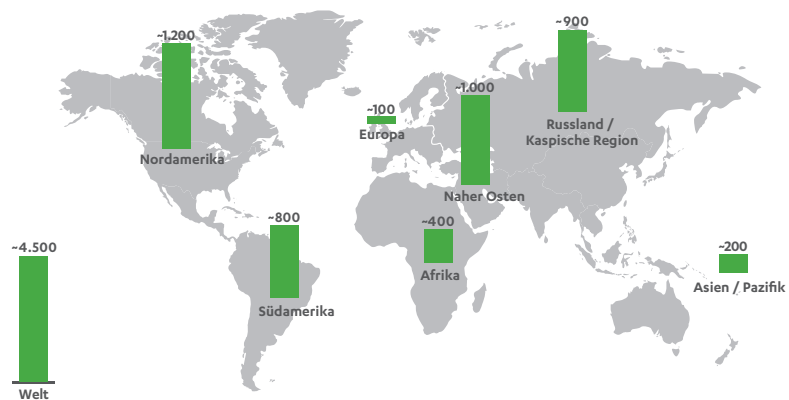 ~1.200
Nordamerika
~100
Europa
~1.000
Naher Osten
~900
Russland /
Kaspische Region
~800
Südamerika
~400
Afrika
~200
Asien / Pazifik
~4.500
Welt